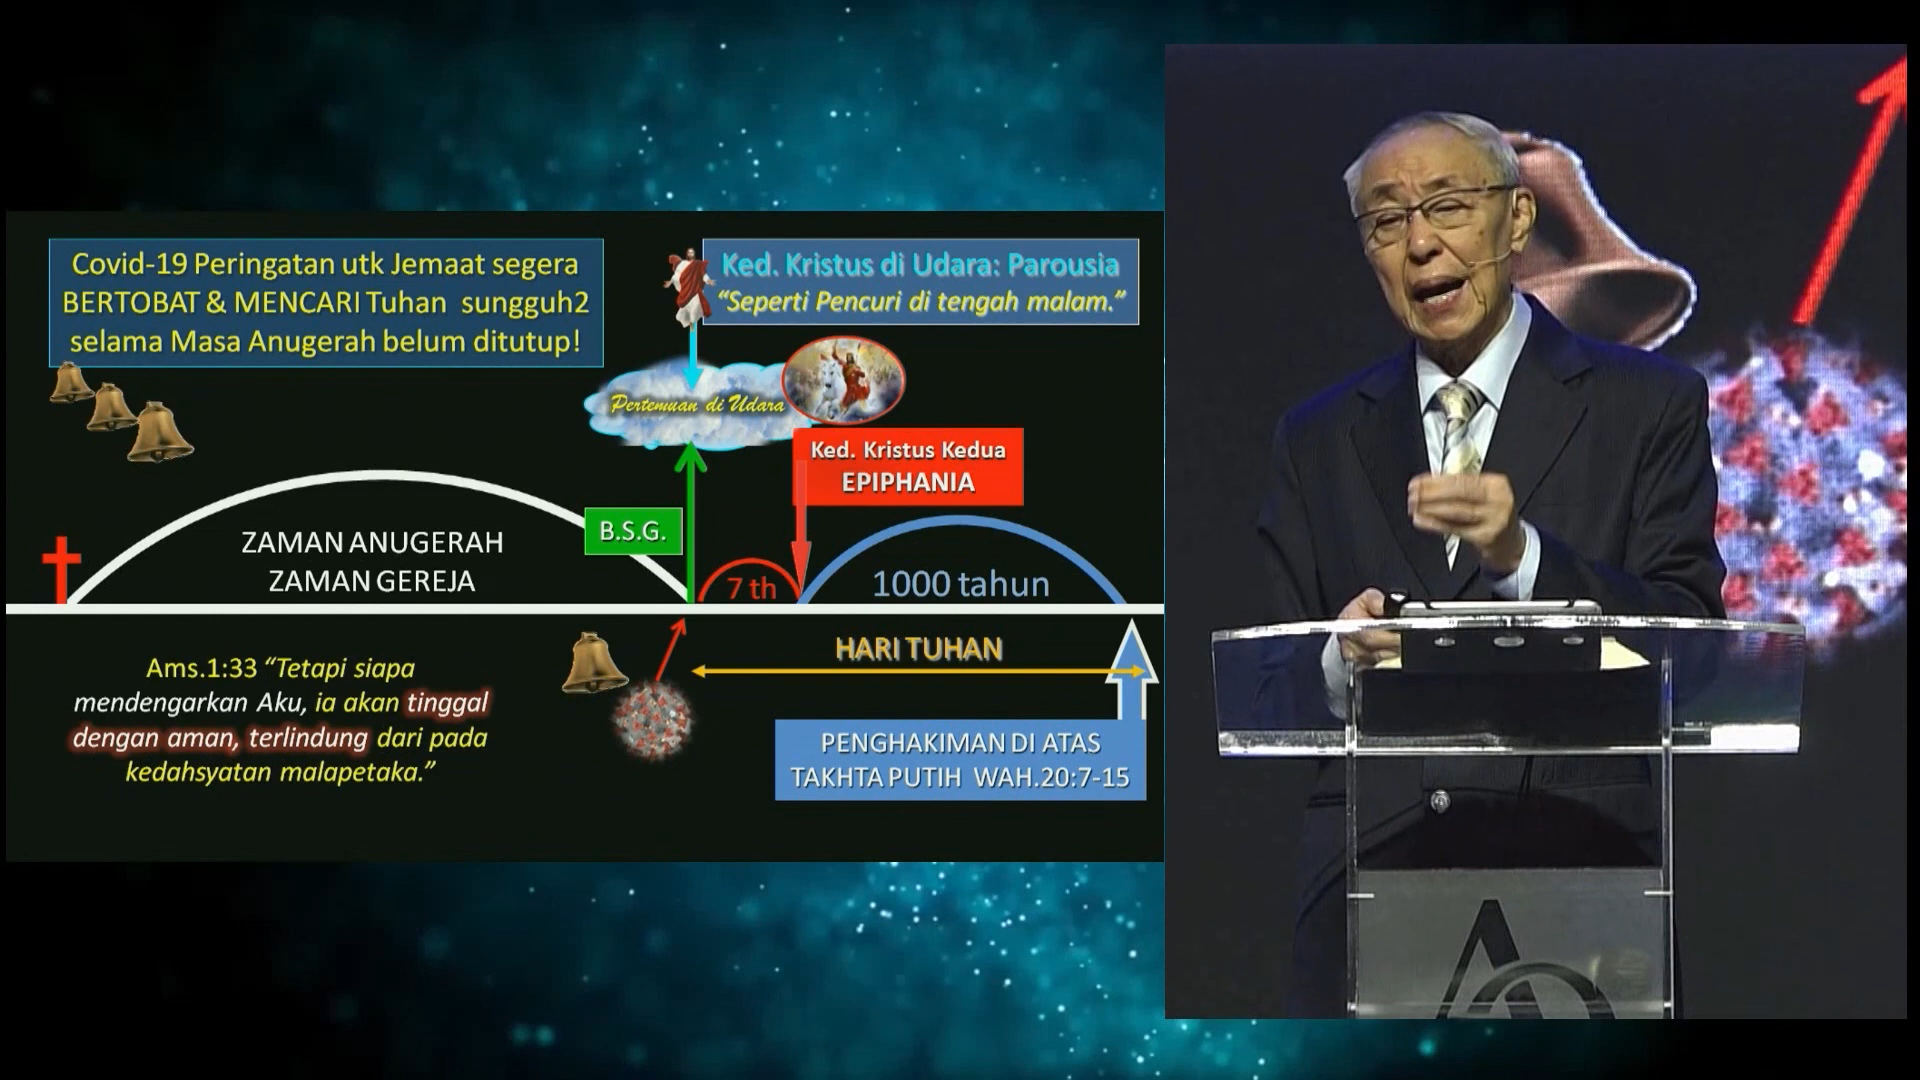 Covid-19 Peringatan utk Jemaat segera
BERTOBAT & MENCARI Tuhan sungguh2
selama Masa Anugerah belum ditutup!
Ked. Kristus di Udara: Parousia
“Seperti Pencuri di tengah malam.”
Pertemuan di Udara
Ked. Kristus Kedua
EPIPHANIA
B.S.G.
ZAMAN ANUGERAH
ZAMAN GEREJA
7 th
1000 tahun
HARI TUHAN
Ams.1:33 “Tetapi siapa
mendengarkan Aku, ia akan tinggal
dengan aman, terlindung dari pada
kedahsyatan malapetaka.”
PENGHAKIMAN DI ATAS
TAKHTA PUTIH WAH.20:7-15